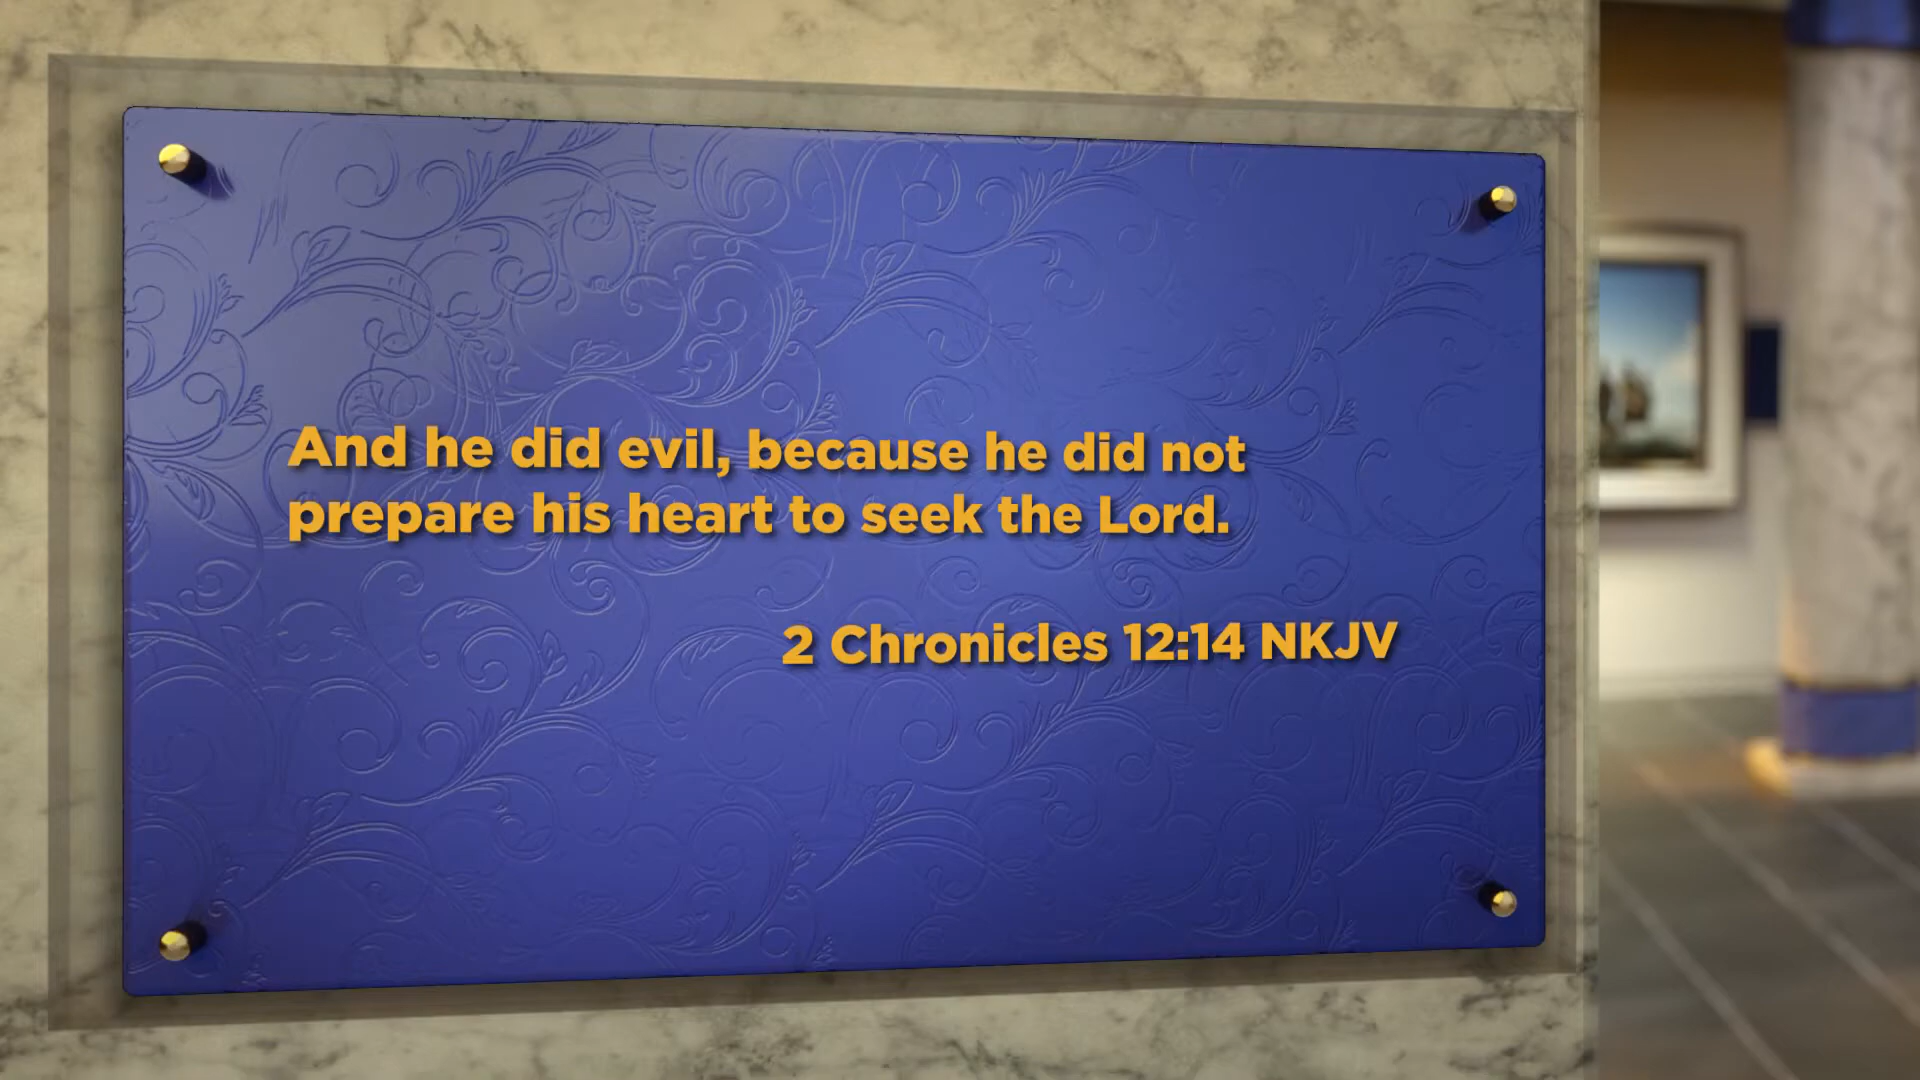 And he did evil, because he did not
prepare his heart to seek the Lord.
2 Chronicles 12:14 NKJV